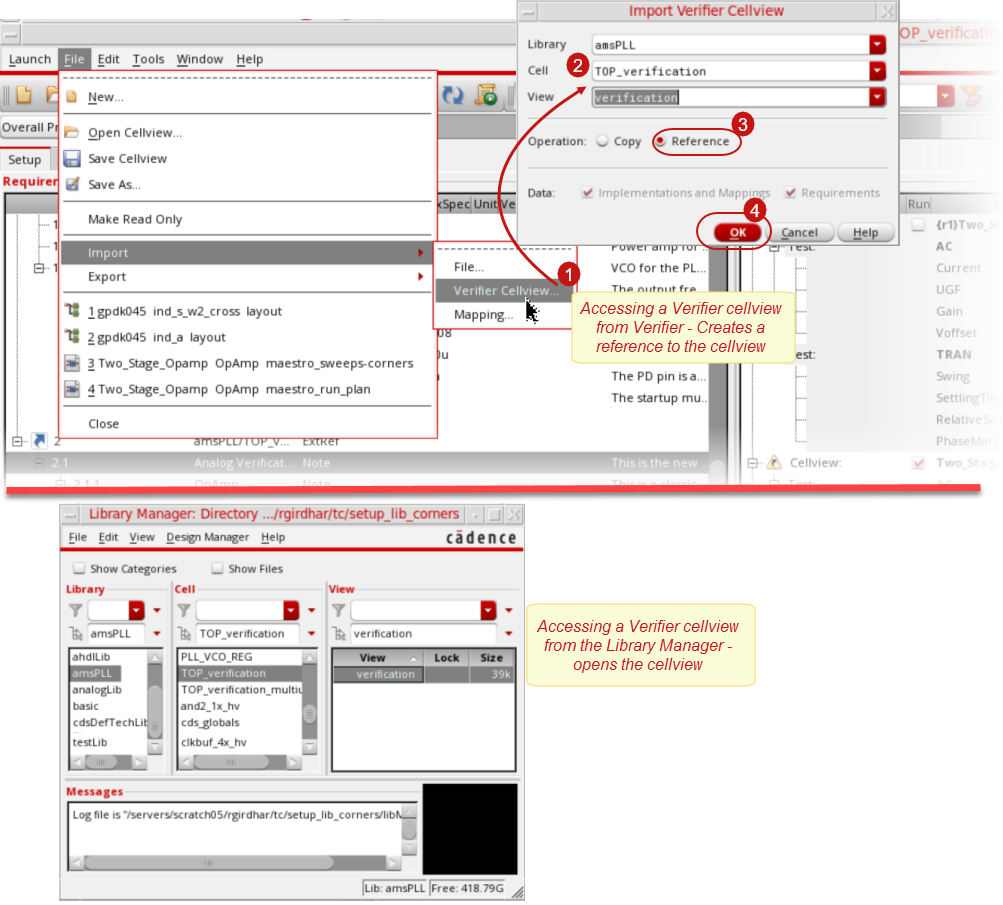 Import Verifier Cellview
OP_verificatio
Launch File Edit Tools Window Help
Library amsPLL
Cell TOP_verification
2
View verification
3
Operation: Copy Reference
Data: Implementations and Mappings Requirements
4
OK Cancel Help
New...
Open Cellview...
Save Cellview
Save As...
Make Read Only
Import
Export
1 gpdk045 ind_s_w2_cross layout
2 gpdk045 ind_a layout
3 Two_Stage_Opamp OpAmp maestro_sweeps-corners
4 Two_Stage_Opamp OpAmp maestro_run_plan
Close
File...
1
Verifier Cellview...
Mapping...
Overall Pr
Setup
Requirer
xSpec Unit Ve
Run
1
1
Power amp for
VCO for the PL...
The output fre
08
0u
The PD pin is a...
The startup mu..
Accessing a Verifier cellview
from Verifier - Creates a
reference to the cellview
{r1}Two_S
Test:
AC
Current
UGF
Gain
Voffset
est:
TRAN
Swing
SettlingTim
RelativeSw
PhaseMarg
2 amsPLL/TOP_v... ExtRef
2.1 Analog Verificat... Note This is the new
Cellview: Two_Stag
2.1.1 OpAmp Note This is a classic
Test: AC
Library Manager: Directory .../rgirdhar/tc/setup_lib_corners
File Edit View Design Manager Help
cādence
Show Categories Show Files
Library Cell View
amsPLL TOP_verification verification
ahdlLib
amsPLL
analogLib
basic
cdsDefTechLib
testLib
PLL_VCO_REG
TOP_verification
TOP_verification_multiu
and2_1x_hv
cds_globals
clkbuf_4x_hv
View Lock Size
verification 39k
Accessing a Verifier cellview
from the Library Manager -
opens the cellview
Messages
Log file is "/servers/scratch05/rgirdhar/tc/setup_lib_corners/libM
Lib: amsPLL Free: 418.79G